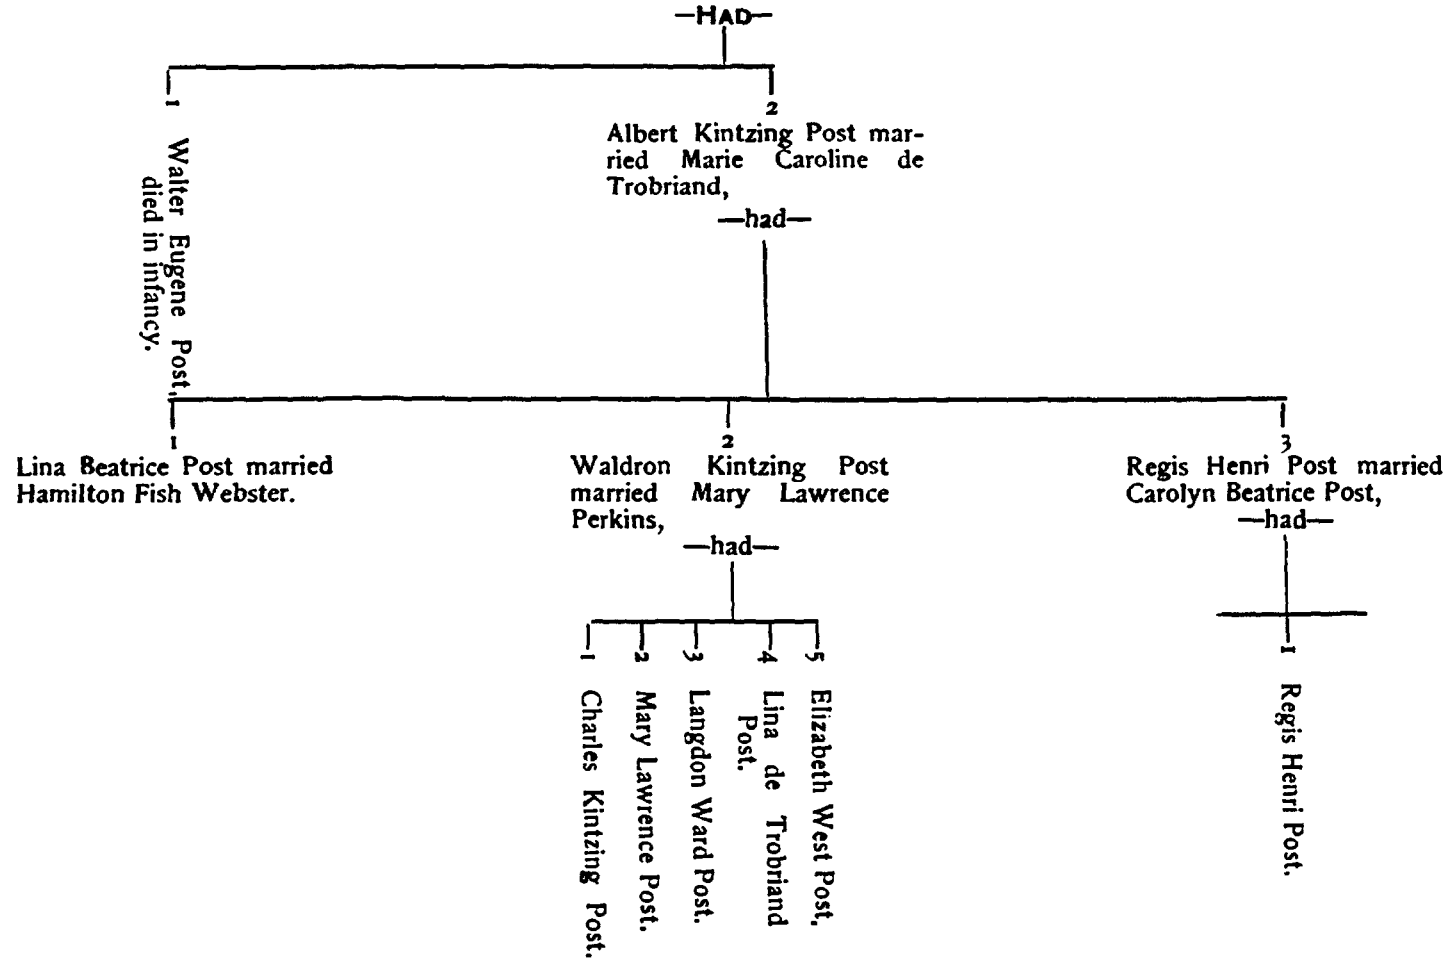 —HAD—
1
Walter Eugene Post,
died in infancy.
2
Albert Kintzing Post mar-
ried Marie Caroline de
Trobriand,
—had—
1
Lina Beatrice Post married
Hamilton Fish Webster.
2
Waldron Kintzing Post
married Mary Lawrence
Perkins,
—had—
1 Charles Kintzing Post.
2 Mary Lawrence Post.
3 Langdon Ward Post.
4 Lina de Trobriand
Post.
5 Elizabeth West Post.
3
Regis Henri Post married
Carolyn Beatrice Post,
—had—
1 Regis Henri Post.